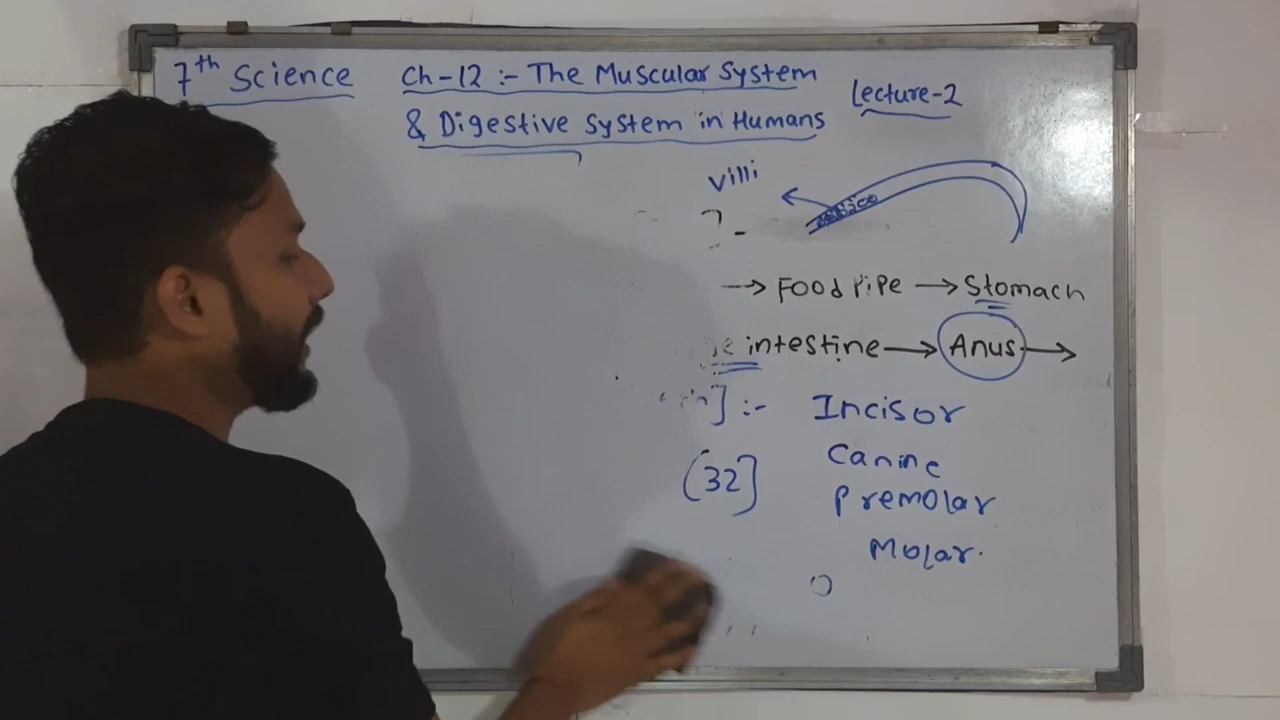 7th Science Ch-12 :- The Muscular System
& Digestive System in Humans Lecture-2
villi
→ Food Pipe → Stomach
intestine → Anus →
] :- Incisor
(32] Canine
Premolar
Molar.